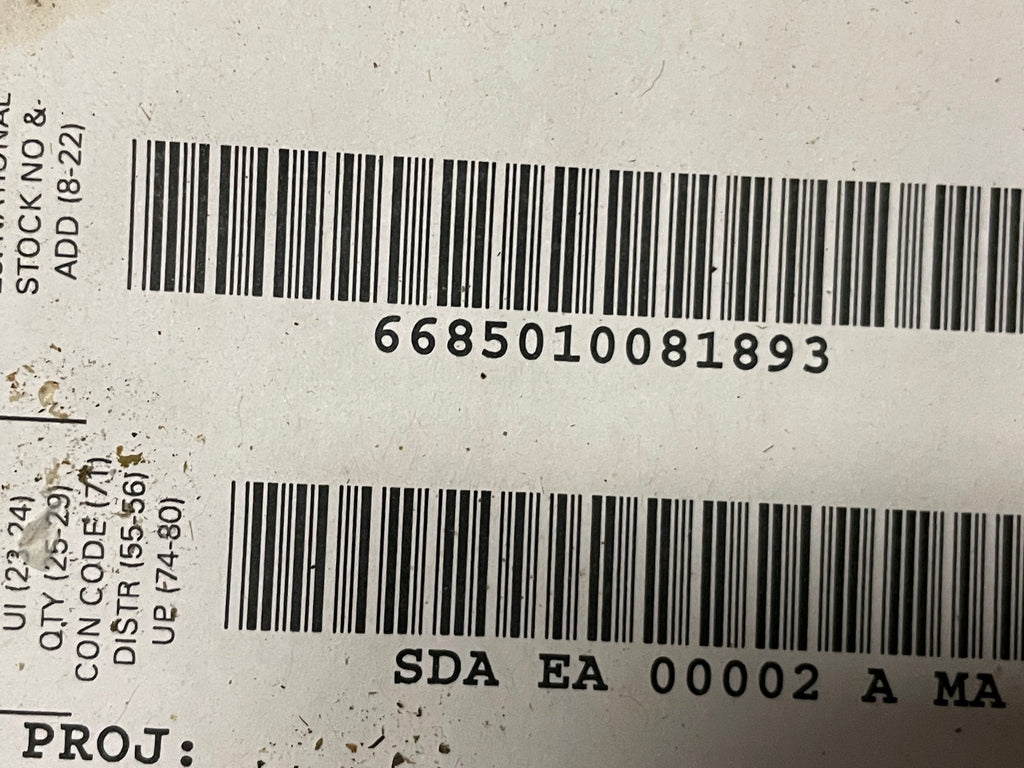 STOCK NO &
ADD (8-22)
6685010081893
UI (23-24)
QTY (25-29)
CON CODE (71)
DISTR (55-56)
UP (74-80)
SDA EA 00002 A MA
PROJ: